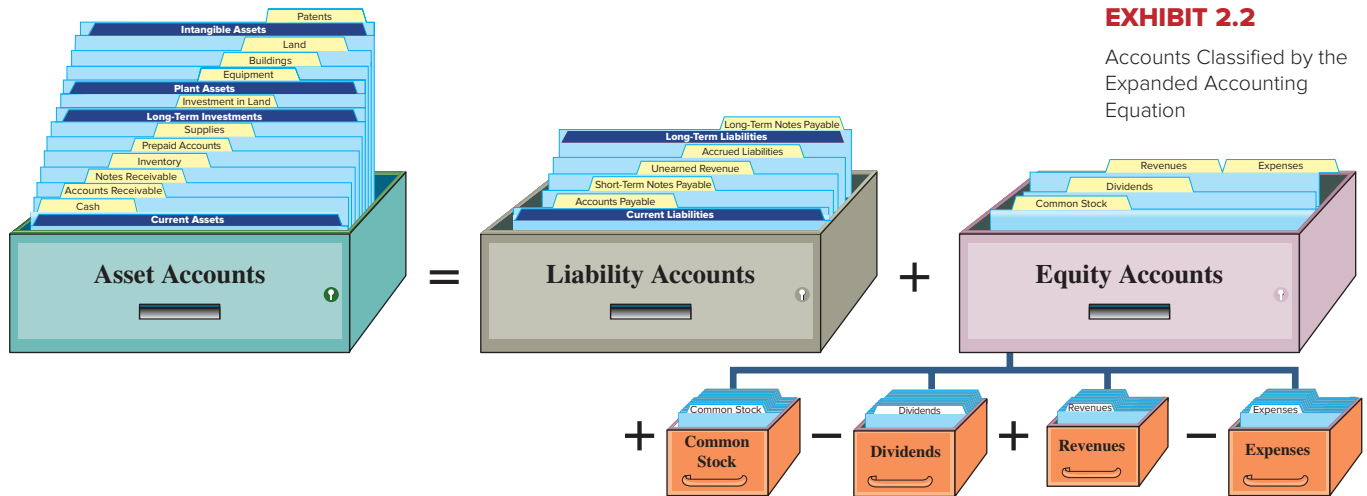 EXHIBIT 2.2
Accounts Classified by the
Expanded Accounting
Equation
Patents
Intangible Assets
Land
Buildings
Equipment
Plant Assets
Investment in Land
Long-Term Investments
Supplies
Prepaid Accounts
Inventory
Notes Receivable
Accounts Receivable
Cash
Current Assets
Asset Accounts
=
Long-Term Notes Payable
Long-Term Liabilities
Accrued Liabilities
Unearned Revenue
Short-Term Notes Payable
Accounts Payable
Current Liabilities
Liability Accounts
+
Revenues Expenses
Dividends
Common Stock
Equity Accounts
+
Common Stock
Common
Stock
−
Dividends
Dividends
+
Revenues
Revenues
−
Expenses
Expenses